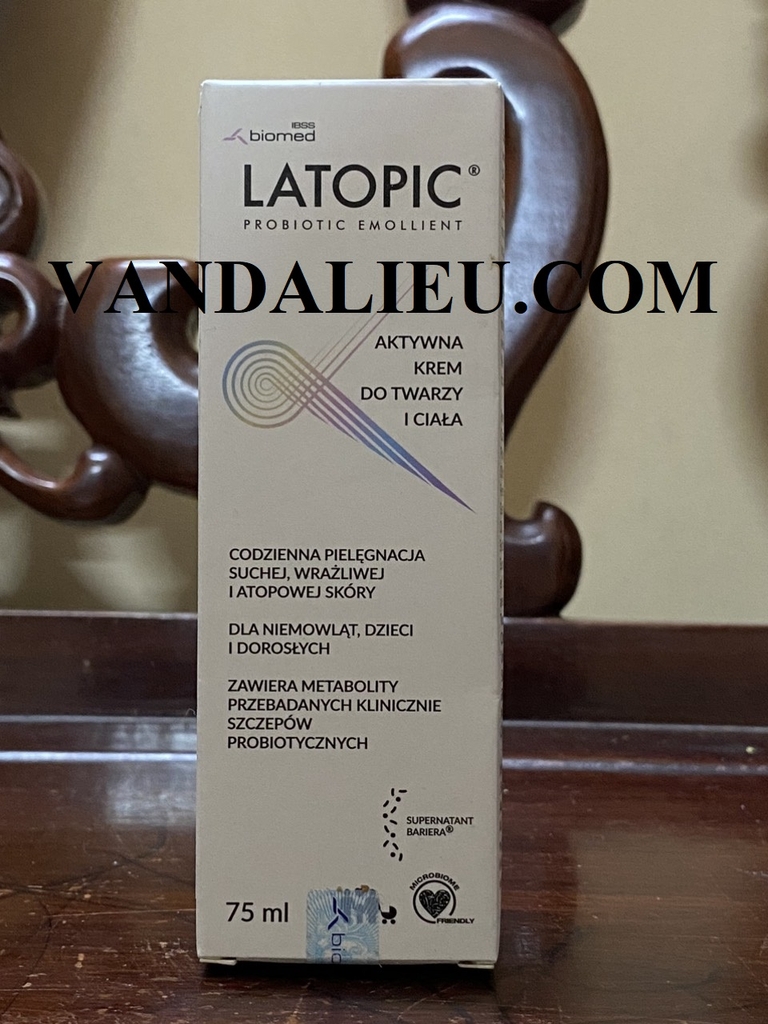 IBSS
biomed
LATOPIC®
PROBIOTIC EMOLLIENT
VANDALIEU.COM
AKTYWNA
KREM
DO TWARZY
I CIAŁA
CODZIENNA PIELĘGNACJA
SUCHEJ, WRAŻLIWEJ
I ATOPOWEJ SKÓRY
DLA NIEMOWLĄT, DZIECI
I DOROSŁYCH
ZAWIERA METABOLITY
PRZEBADANYCH KLINICZNIE
SZCZEPÓW
PROBIOTYCZNYCH
SUPERNATANT
BARIERA®
MICROBIOME
FRIENDLY
75 ml
bio